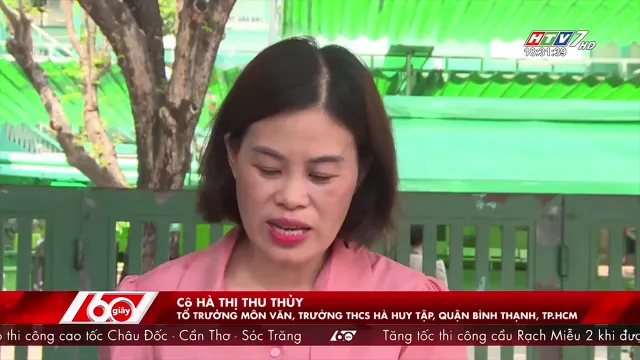 HTV7 HD
18:31:39
Cô HÀ THỊ THU THỦY
TỔ TRƯỞNG MÔN VĂN, TRƯỜNG THCS HÀ HUY TẬP, QUẬN BÌNH THẠNH, TP.HCM
60 giây
thi công cao tốc Châu Đốc - Cần Thơ - Sóc Trăng
Tăng tốc thi công cầu Rạch Miễu 2 khi đư